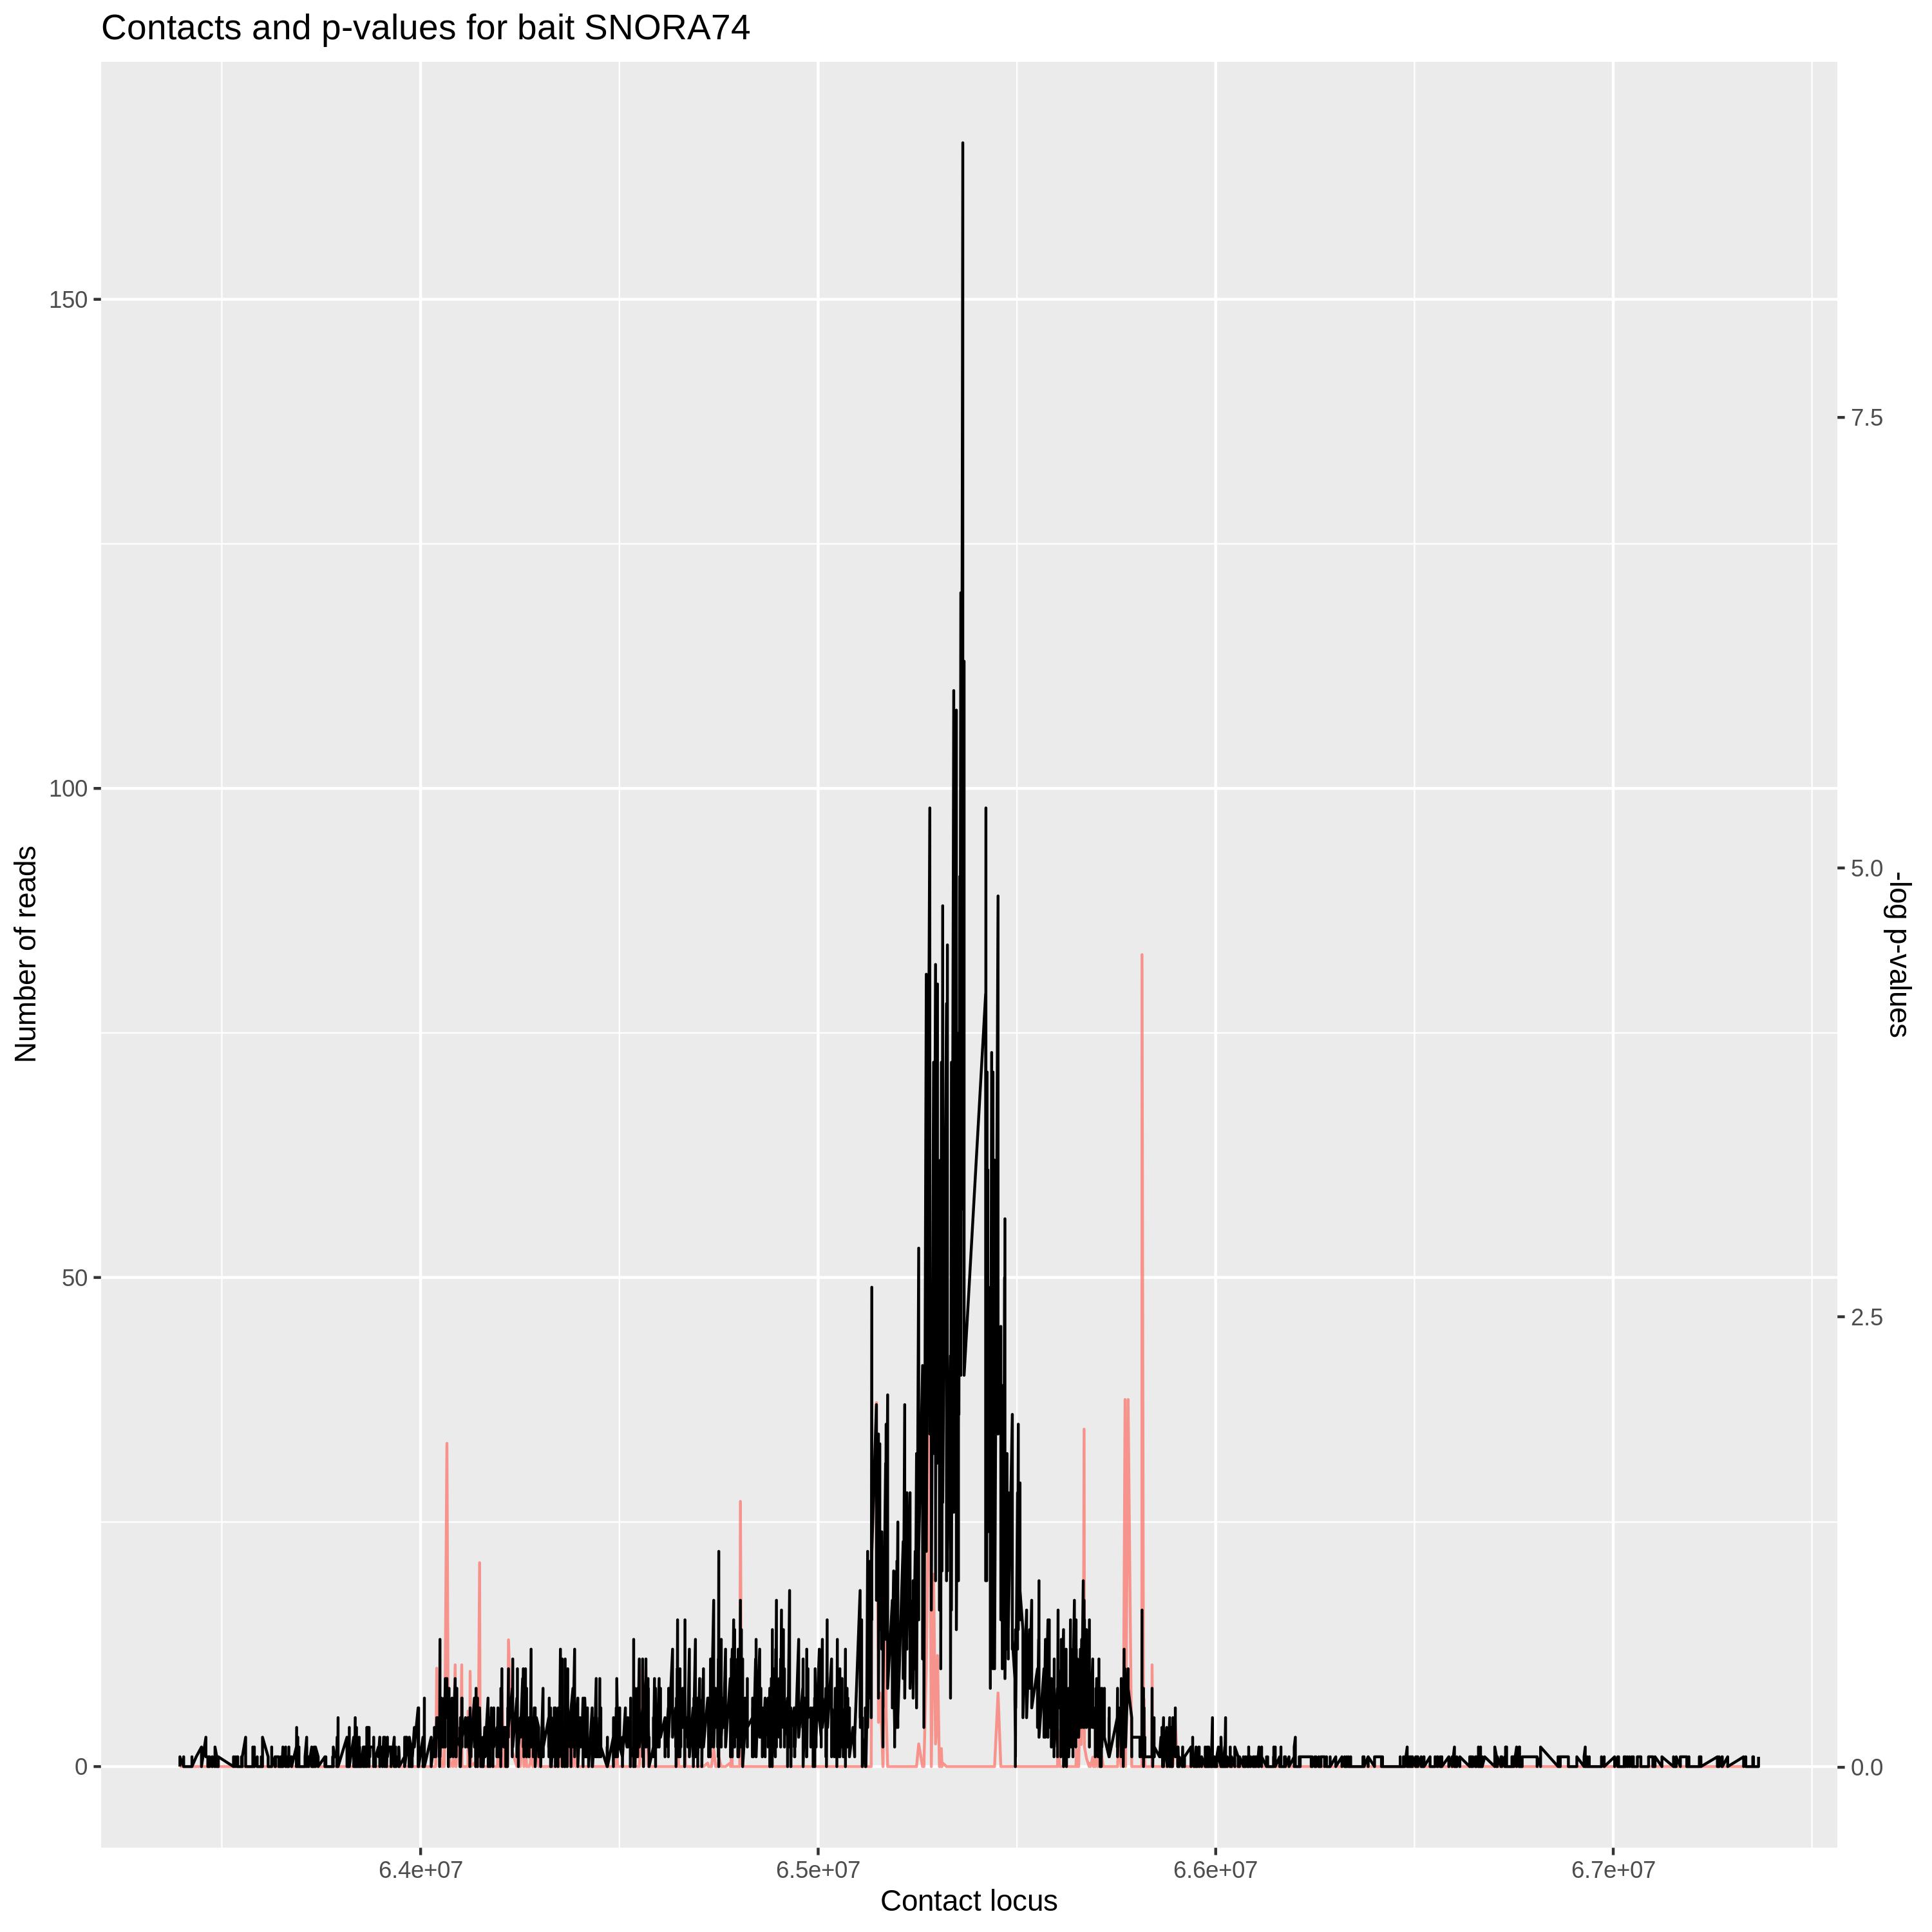 Contacts and p-values for bait SNORA74
150
100
50
0
Number of reads
7.5
5.0
2.5
0.0
-log p-values
6.4e+07
6.5e+07
6.6e+07
6.7e+07
Contact locus